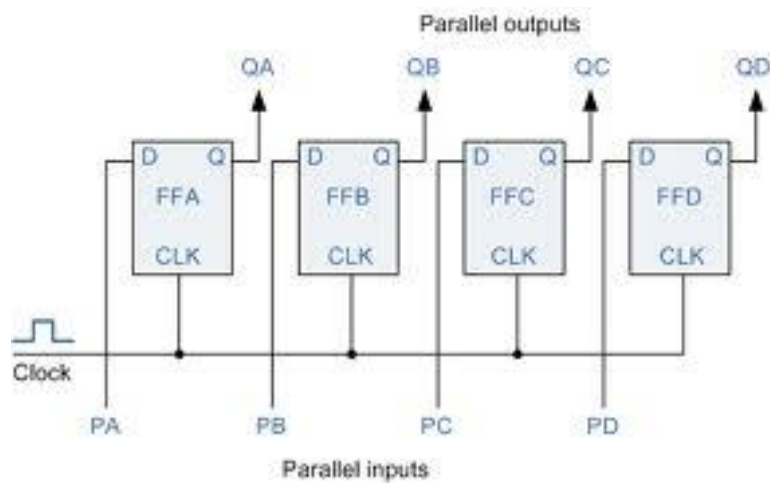 Parallel outputs
QA QB QC QD
D Q D Q D Q D Q
FFA FFB FFC FFD
CLK CLK CLK CLK
Clock
PA PB PC PD
Parallel inputs